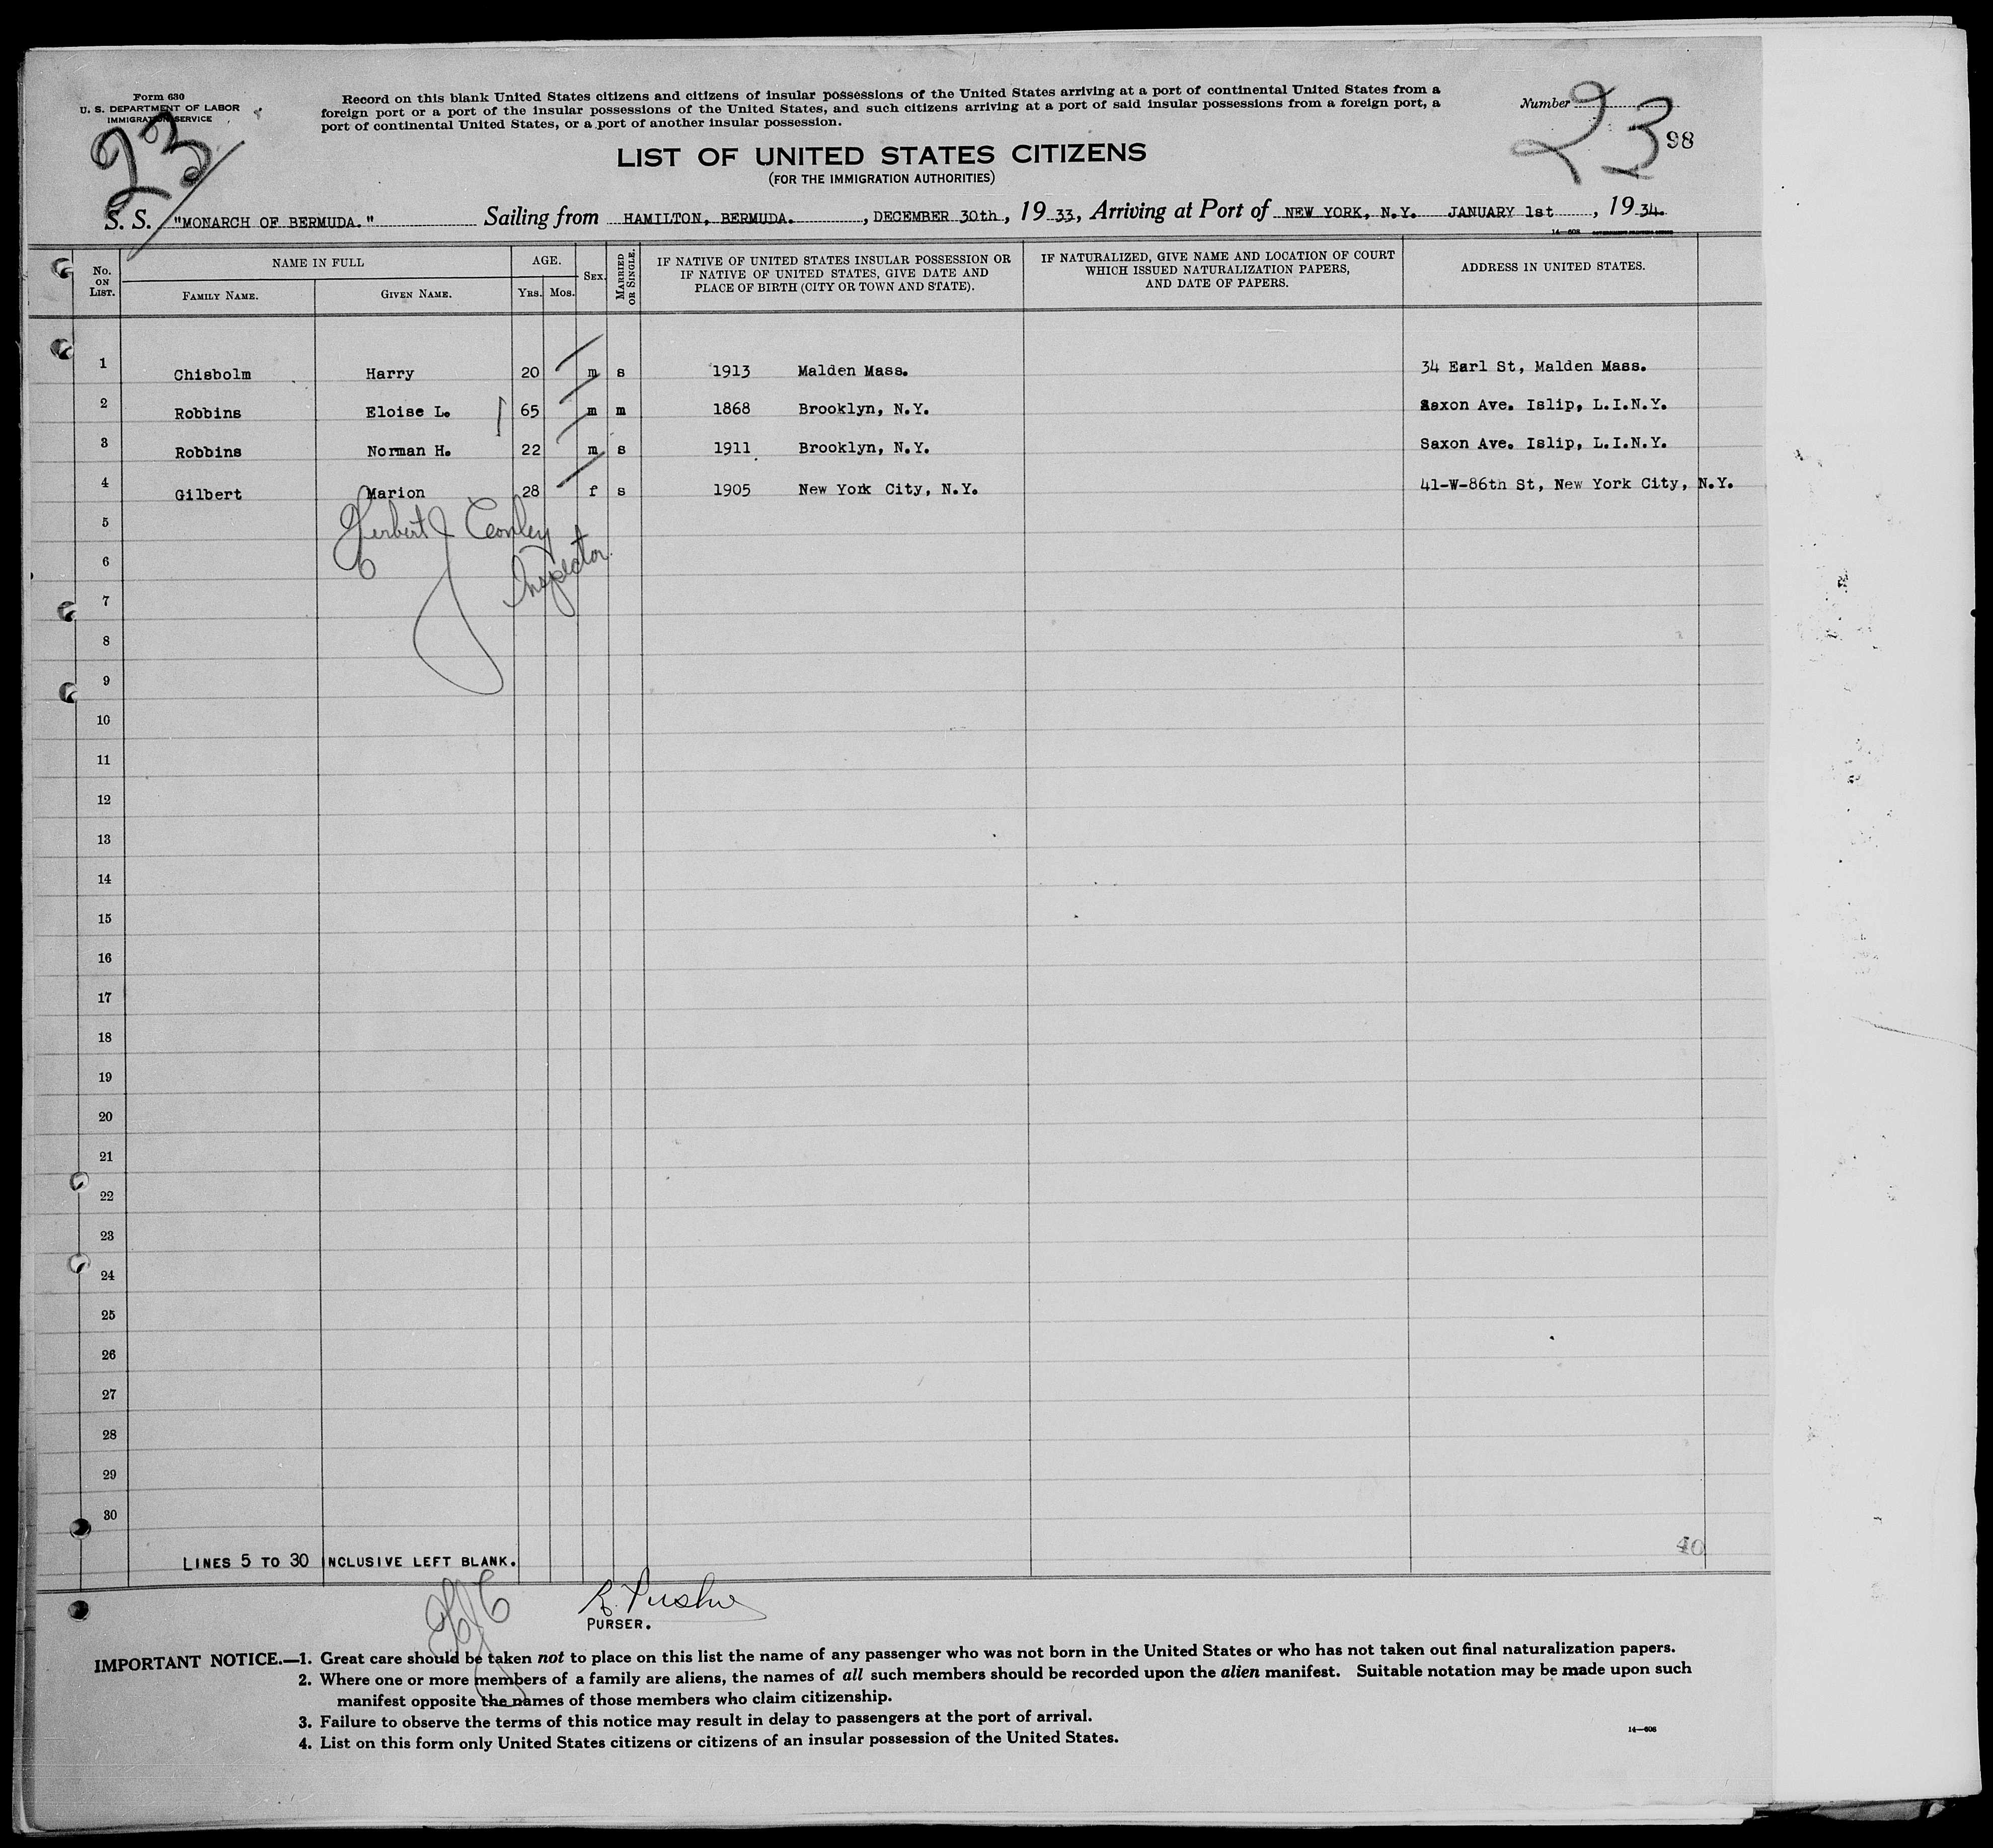 Form 630
U. S. DEPARTMENT OF LABOR
IMMIGRATION SERVICE
23
Record on this blank United States citizens and citizens of insular possessions of the United States arriving at a port of continental United States from a
foreign port or a port of the insular possessions of the United States, and such citizens arriving at a port of said insular possessions from a foreign port, a
port of continental United States, or a port of another insular possession.
Number 23
98
LIST OF UNITED STATES CITIZENS
(FOR THE IMMIGRATION AUTHORITIES)
S. S. "MONARCH OF BERMUDA." Sailing from HAMILTON, BERMUDA. , DECEMBER 30th, 1933, Arriving at Port of NEW YORK, N.Y. JANUARY 1st , 1934.
14—608
No. ON LIST. NAME IN FULL FAMILY NAME. GIVEN NAME. AGE. YRS. MOS. SEX. MARRIED OR SINGLE. IF NATIVE OF UNITED STATES INSULAR POSSESSION OR IF NATIVE OF UNITED STATES, GIVE DATE AND PLACE OF BIRTH (CITY OR TOWN AND STATE). IF NATURALIZED, GIVE NAME AND LOCATION OF COURT WHICH ISSUED NATURALIZATION PAPERS, AND DATE OF PAPERS. ADDRESS IN UNITED STATES.
1 Chisbolm Harry 20 m s 1913 Malden Mass. 34 Earl St, Malden Mass.
2 Robbins Eloise L. 65 m m 1868 Brooklyn, N.Y. Saxon Ave. Islip, L.I.N.Y.
3 Robbins Norman H. 22 m s 1911 Brooklyn, N.Y. Saxon Ave. Islip, L.I.N.Y.
4 Gilbert Marion 28 f s 1905 New York City, N.Y. 41-W-86th St, New York City, N.Y.
5 Herbert J Conley
6 Inspector
7
8
9
10
11
12
13
14
15
16
17
18
19
20
21
22
23
24
25
26
27
28
29
30
LINES 5 TO 30 INCLUSIVE LEFT BLANK.
40
PURSER.
IMPORTANT NOTICE.—1. Great care should be taken not to place on this list the name of any passenger who was not born in the United States or who has not taken out final naturalization papers.
2. Where one or more members of a family are aliens, the names of all such members should be recorded upon the alien manifest. Suitable notation may be made upon such
manifest opposite the names of those members who claim citizenship.
3. Failure to observe the terms of this notice may result in delay to passengers at the port of arrival.
4. List on this form only United States citizens or citizens of an insular possession of the United States.
14—608